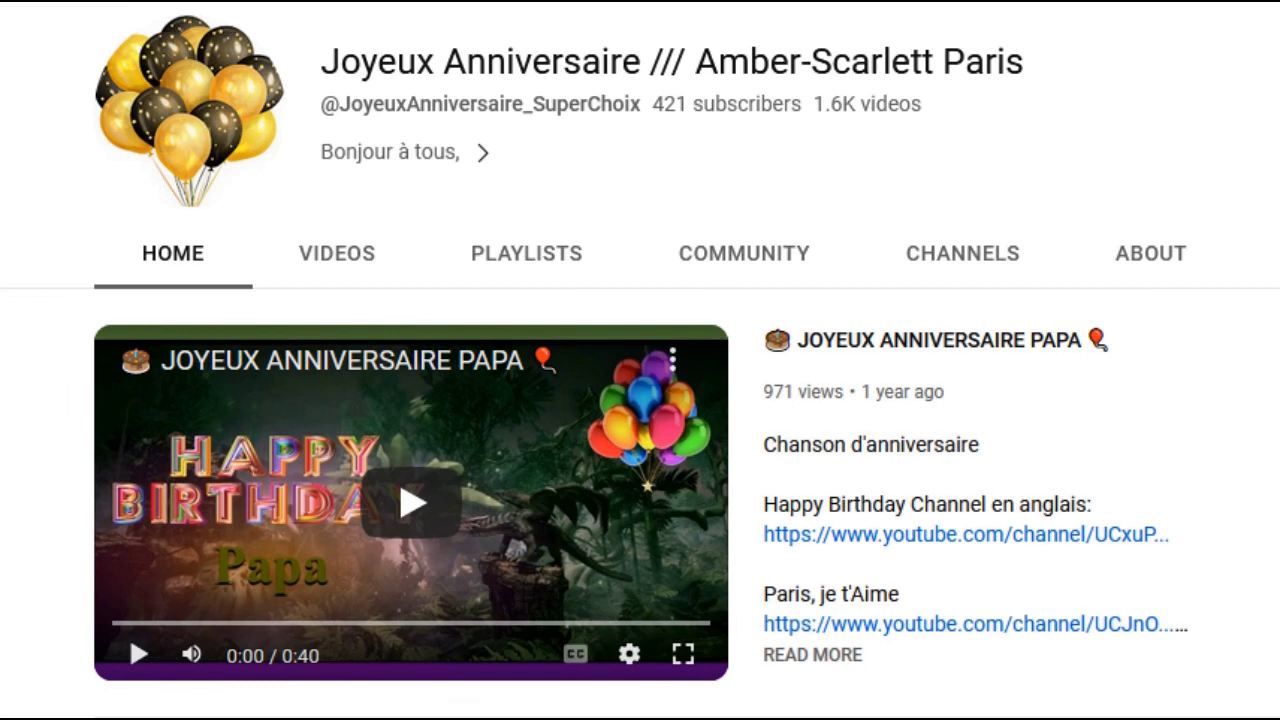 Joyeux Anniversaire /// Amber-Scarlett Paris
@JoyeuxAnniversaire_SuperChoix 421 subscribers 1.6K videos
Bonjour à tous,
HOME VIDEOS PLAYLISTS COMMUNITY CHANNELS ABOUT
JOYEUX ANNIVERSAIRE PAPA
HAPPY
BIRTHDAY
Papa
0:00 / 0:40
CC
JOYEUX ANNIVERSAIRE PAPA
971 views • 1 year ago
Chanson d'anniversaire
Happy Birthday Channel en anglais:
https://www.youtube.com/channel/UCxuP...
Paris, je t'Aime
https://www.youtube.com/channel/UCJnO......
READ MORE